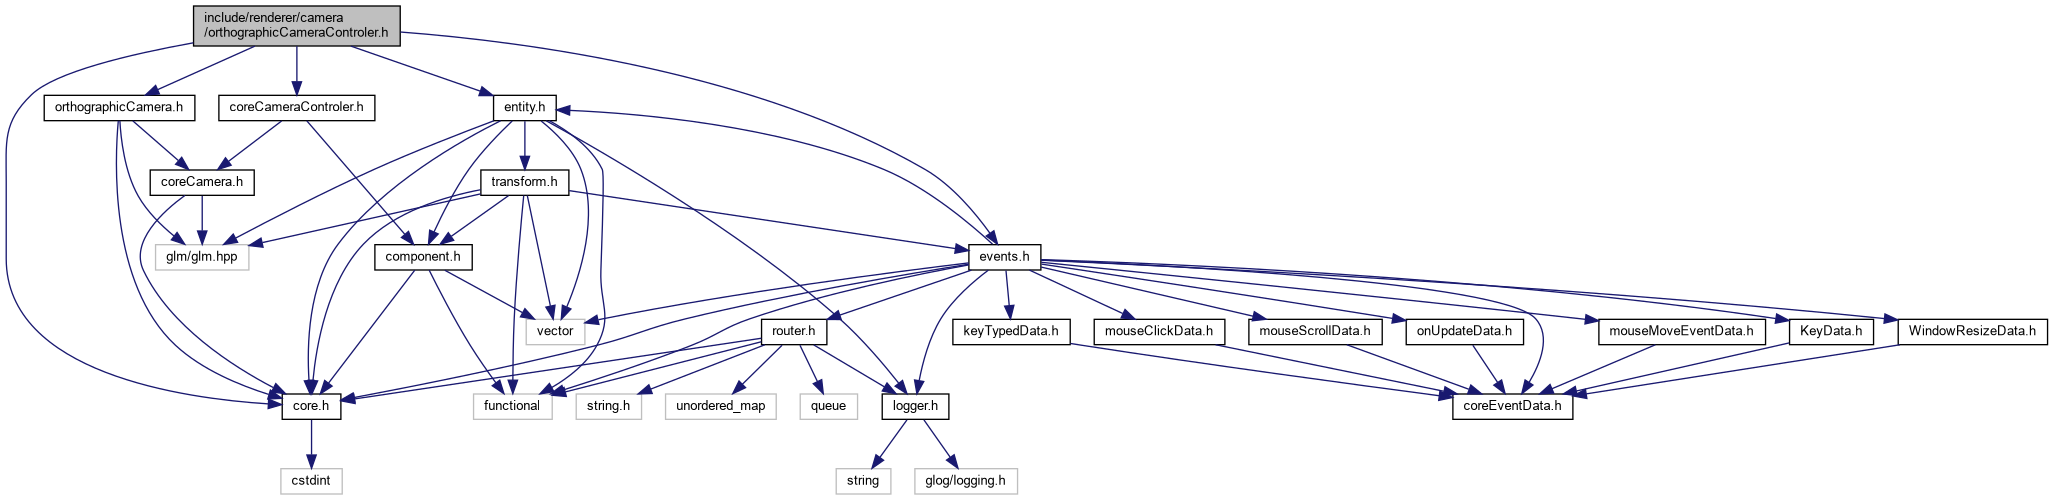 include/renderer/camera
/orthographicCameraControler.h
orthographicCamera.h
coreCameraControler.h
entity.h
coreCamera.h
transform.h
glm/glm.hpp
component.h
events.h
vector
router.h
keyTypedData.h
mouseClickData.h
mouseScrollData.h
onUpdateData.h
mouseMoveEventData.h
KeyData.h
WindowResizeData.h
core.h
functional
string.h
unordered_map
queue
logger.h
coreEventData.h
cstdint
string
glog/logging.h